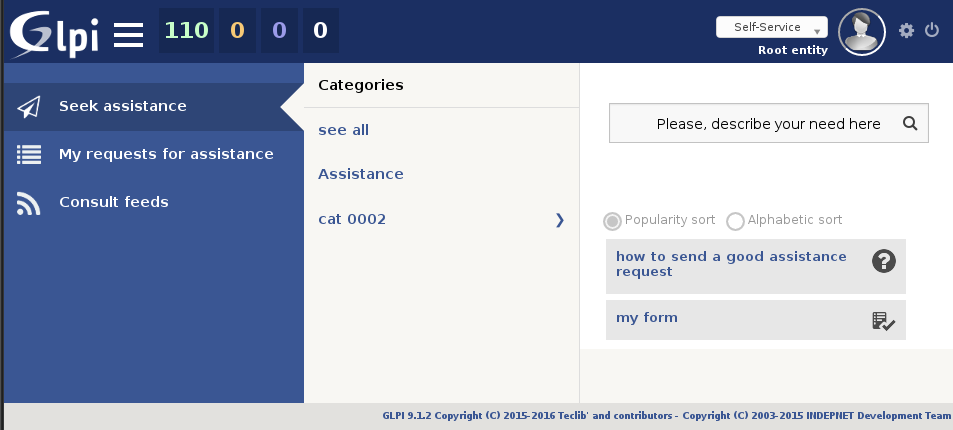 Glpi
110 0 0 0
Self-Service
Root entity
Seek assistance
My requests for assistance
Consult feeds
Categories
see all
Assistance
cat 0002
Please, describe your need here
Popularity sort Alphabetic sort
how to send a good assistance
request
my form
GLPI 9.1.2 Copyright (C) 2015-2016 Teclib' and contributors - Copyright (C) 2003-2015 INDEPNET Development Team